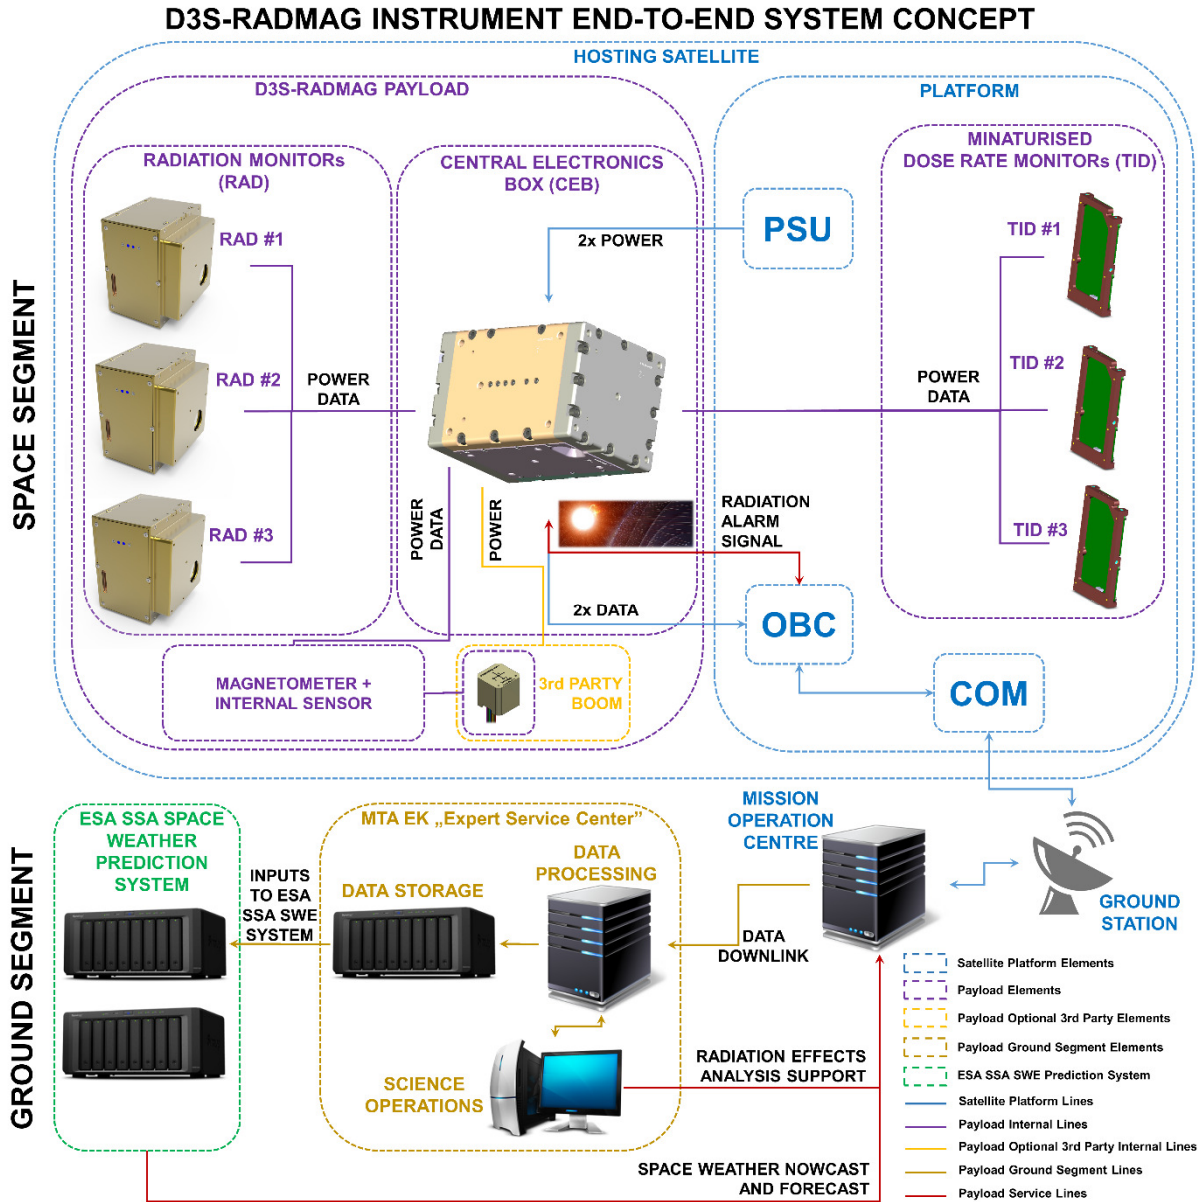 D3S-RADMAG INSTRUMENT END-TO-END SYSTEM CONCEPT
HOSTING SATELLITE
D3S-RADMAG PAYLOAD
PLATFORM
RADIATION MONITORs
(RAD)
CENTRAL ELECTRONICS
BOX (CEB)
MINATURISED
DOSE RATE MONITORs (TID)
SPACE SEGMENT
RAD #1
RAD #2
RAD #3
POWER
DATA
2x POWER
PSU
POWER
DATA
TID #1
TID #2
TID #3
POWER
DATA
POWER
RADIATION
ALARM
SIGNAL
2x DATA
OBC
COM
MAGNETOMETER +
INTERNAL SENSOR
3rd PARTY
BOOM
GROUND SEGMENT
ESA SSA SPACE
WEATHER
PREDICTION
SYSTEM
INPUTS
TO ESA
SSA SWE
SYSTEM
MTA EK „Expert Service Center”
DATA STORAGE
DATA
PROCESSING
SCIENCE
OPERATIONS
MISSION
OPERATION
CENTRE
DATA
DOWNLINK
GROUND
STATION
RADIATION EFFECTS
ANALYSIS SUPPORT
SPACE WEATHER NOWCAST
AND FORECAST
Satellite Platform Elements
Payload Elements
Payload Optional 3rd Party Elements
Payload Ground Segment Elements
ESA SSA SWE Prediction System
Satellite Platform Lines
Payload Internal Lines
Payload Optional 3rd Party Internal Lines
Payload Ground Segment Lines
Payload Service Lines